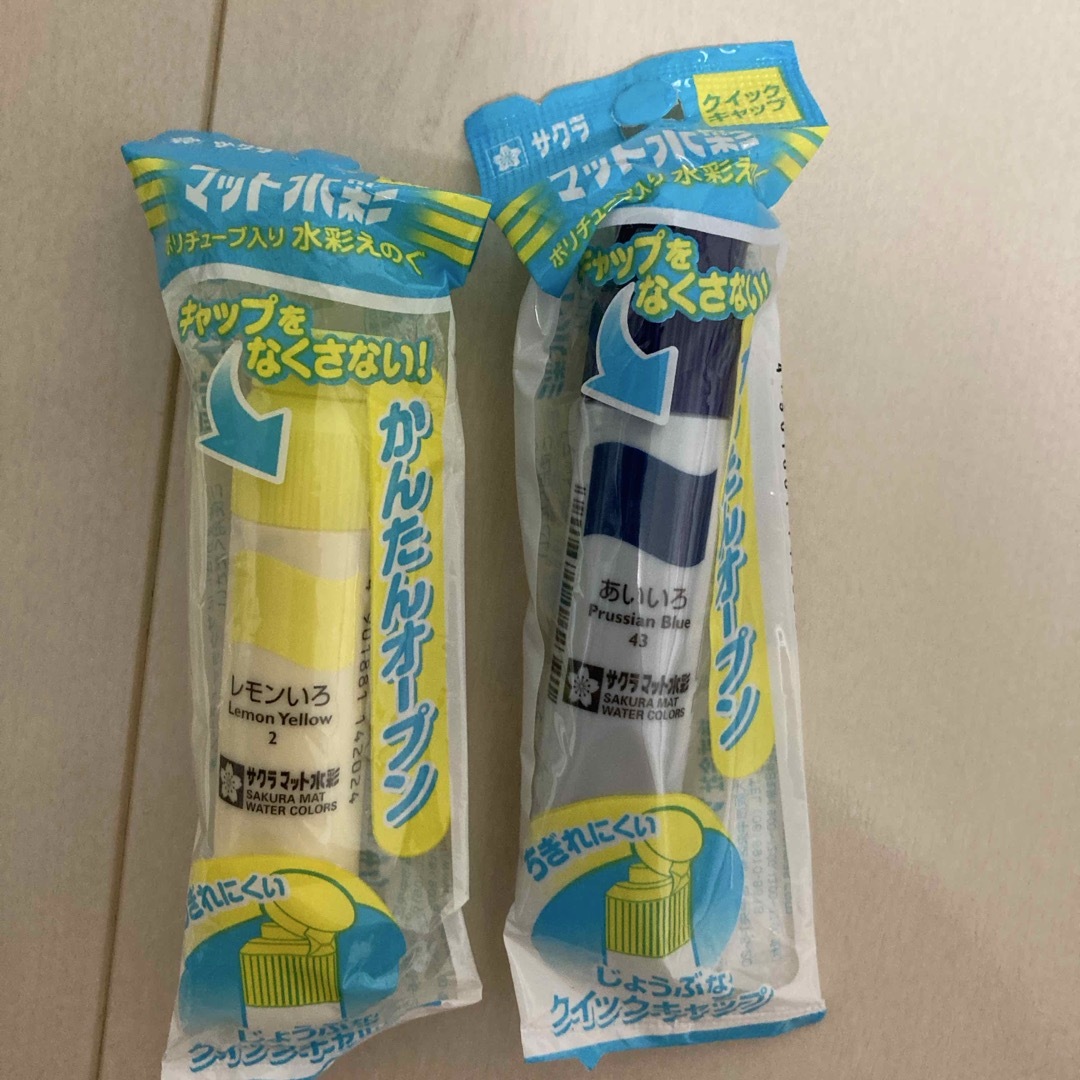 サクラ
マット水彩
ポリチューブ入り 水彩えのぐ
キャップを
なくさない!
かんたんオープン
レモンいろ
Lemon Yellow
2
サクラマット水彩
SAKURA MAT
WATER COLORS
ちぎれにくい
じょうぶな
クイックキャップ
クイック
キャップ
サクラ
マット水彩
ポリチューブ入り 水彩え
キャップを
なくさない!
オープン
あいいろ
Prussian Blue
43
サクラマット水彩
SAKURA MAT
WATER COLORS
ちぎれにくい
じょうぶな
クイックキャップ